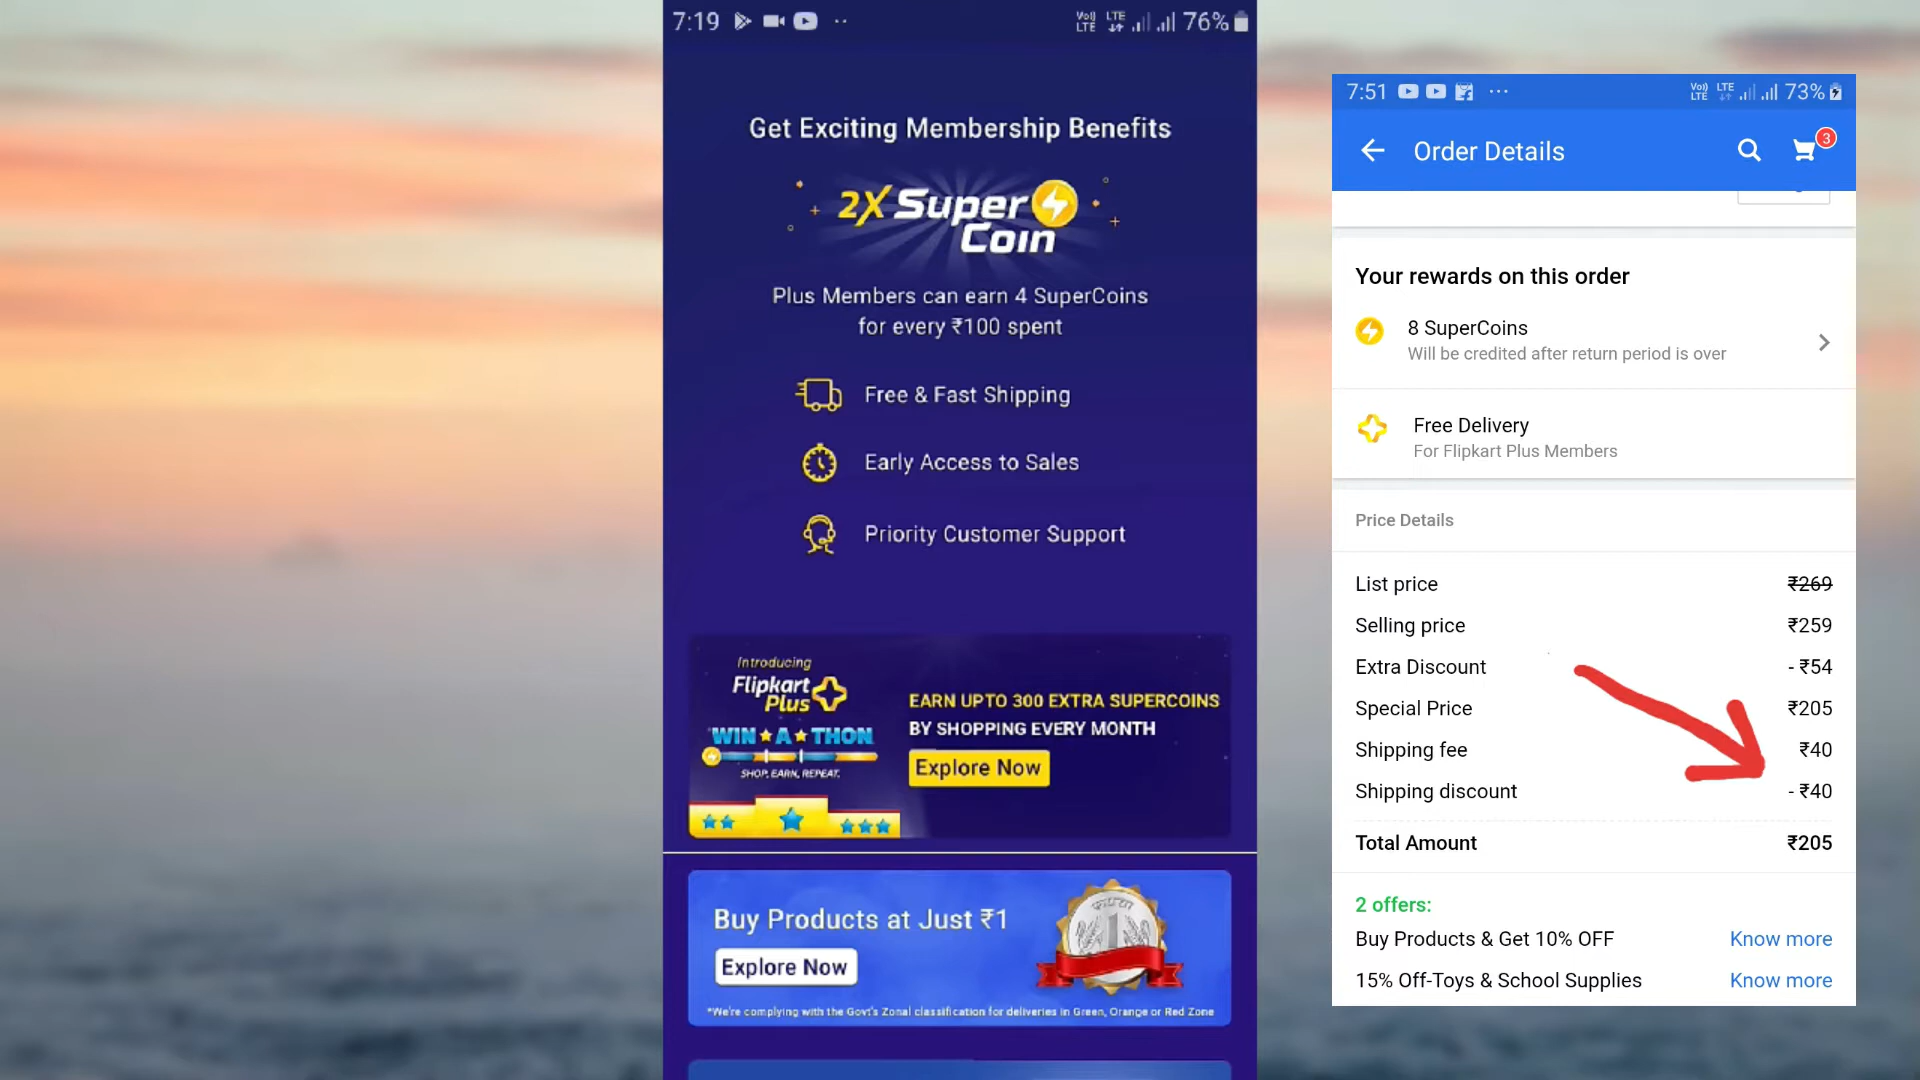 7:19
Vo)) LTE LTE 76%
Get Exciting Membership Benefits
2X Super
Coin
Plus Members can earn 4 SuperCoins
for every ₹100 spent
Free & Fast Shipping
Early Access to Sales
Priority Customer Support
Introducing
Flipkart
Plus
WIN★A★THON
SHOP. EARN. REPEAT.
EARN UPTO 300 EXTRA SUPERCOINS
BY SHOPPING EVERY MONTH
Explore Now
Buy Products at Just ₹1
Explore Now
1
*We're complying with the Govt's Zonal classification for deliveries in Green, Orange or Red Zone
7:51 ...
Vo)) LTE LTE 73%
Order Details
3
Your rewards on this order
8 SuperCoins
Will be credited after return period is over
Free Delivery
For Flipkart Plus Members
Price Details
List price ₹269
Selling price ₹259
Extra Discount - ₹54
Special Price ₹205
Shipping fee ₹40
Shipping discount - ₹40
Total Amount ₹205
2 offers:
Buy Products & Get 10% OFF Know more
15% Off-Toys & School Supplies Know more